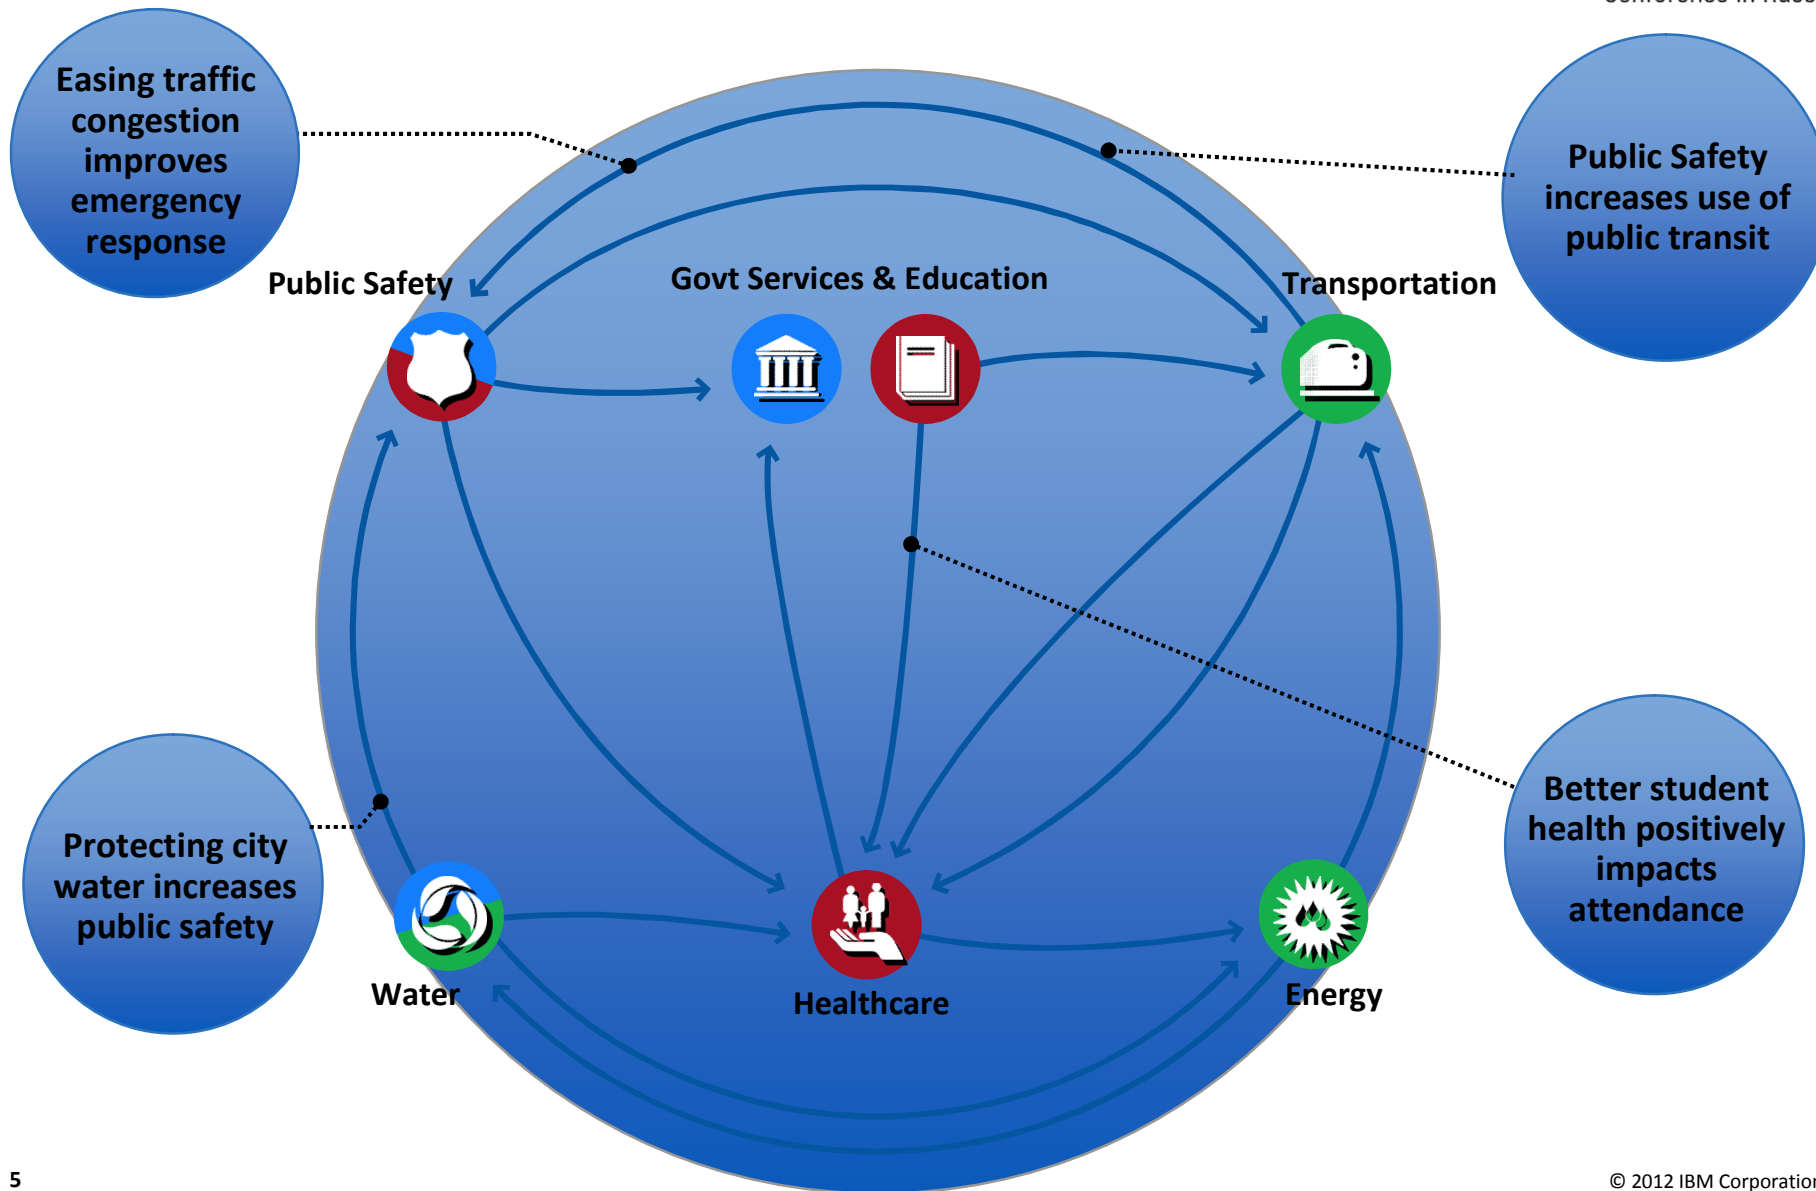 Easing traffic
congestion
improves
emergency
response
Public Safety
increases use of
public transit
Public Safety
Govt Services & Education
Transportation
Protecting city
water increases
public safety
Better student
health positively
impacts
attendance
Water
Healthcare
Energy
5
© 2012 IBM Corporation